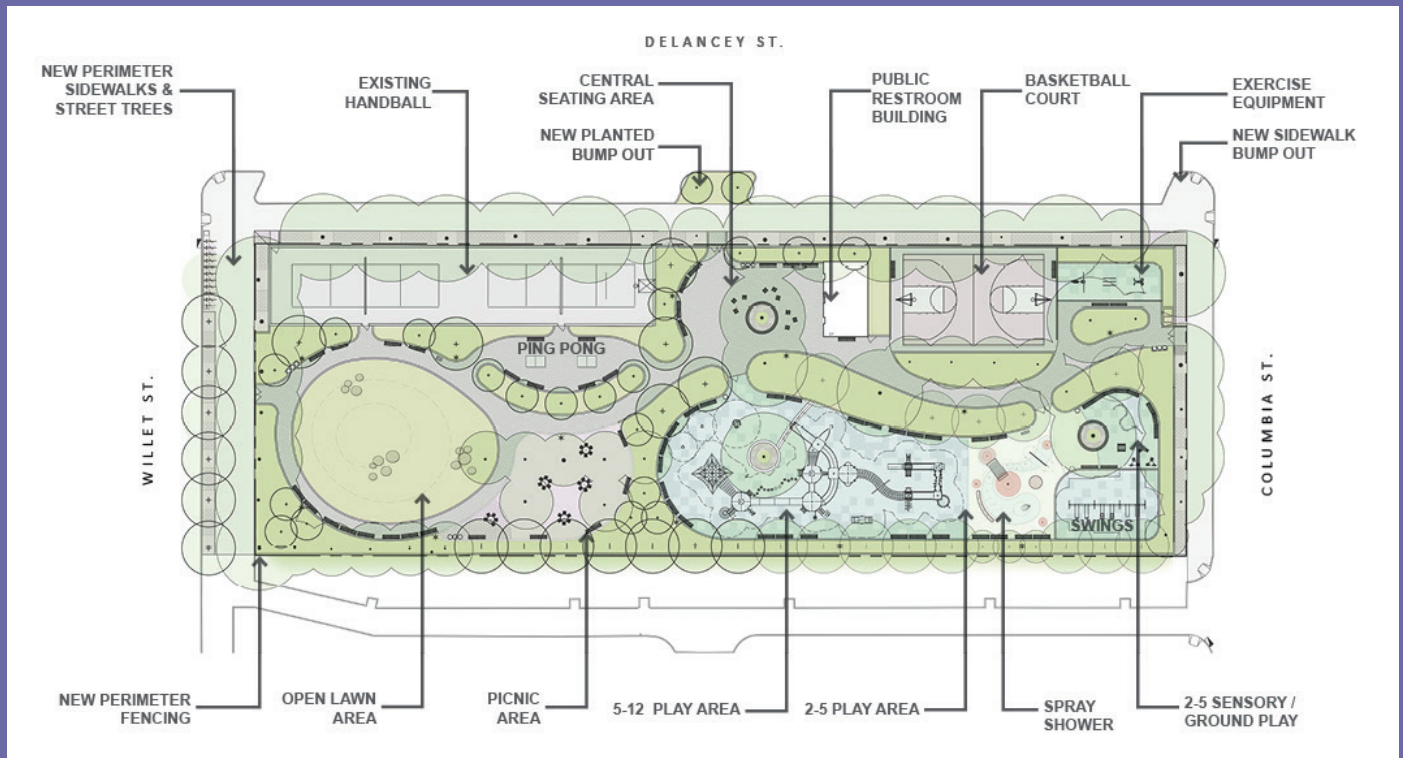 DELANCEY ST.
NEW PERIMETER
SIDEWALKS &
STREET TREES
EXISTING
HANDBALL
CENTRAL
SEATING AREA
NEW PLANTED
BUMP OUT
PUBLIC
RESTROOM
BUILDING
BASKETBALL
COURT
EXERCISE
EQUIPMENT
NEW SIDEWALK
BUMP OUT
PING PONG
WILLET ST.
COLUMBIA ST.
SWINGS
NEW PERIMETER
FENCING
OPEN LAWN
AREA
PICNIC
AREA
5-12 PLAY AREA
2-5 PLAY AREA
SPRAY
SHOWER
2-5 SENSORY /
GROUND PLAY